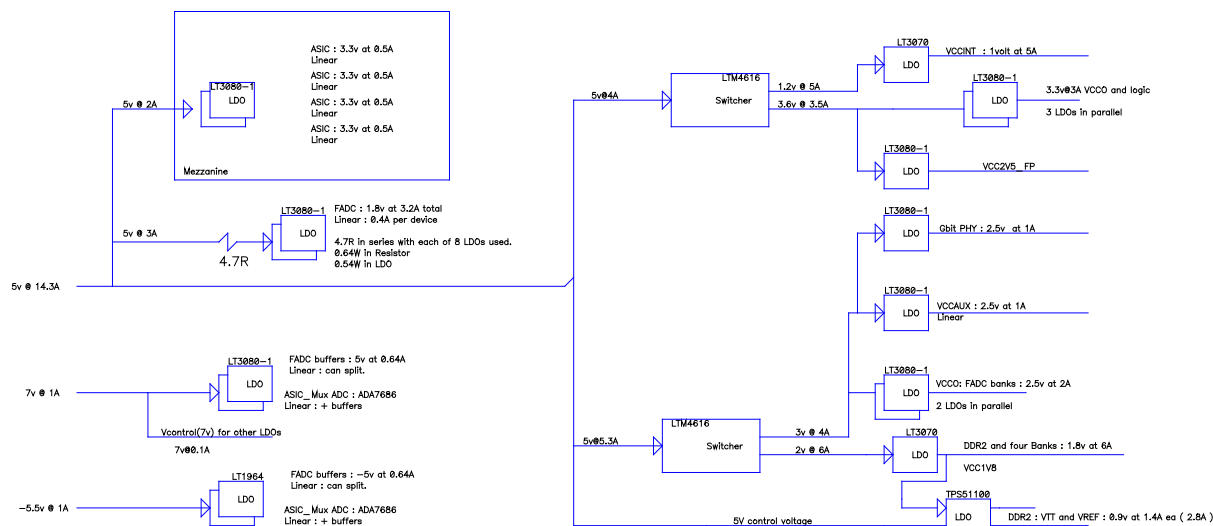 ASIC : 3.3v at 0.5A
Linear
ASIC : 3.3v at 0.5A
Linear
ASIC : 3.3v at 0.5A
Linear
ASIC : 3.3v at 0.5A
Linear
LT3080-1
LDO
5v @ 2A
Mezzanine
LT3080-1
LDO
FADC : 1.8v at 3.2A total
Linear : 0.4A per device
4.7R in series with each of 8 LDOs used.
0.64W in Resistor
0.54W in LDO
5v @ 3A
4.7R
5v @ 14.3A
LT3080-1
LDO
FADC buffers : 5v at 0.64A
Linear : can split.
ASIC_Mux ADC : ADA7686
Linear : + buffers
7v @ 1A
Vcontrol(7v) for other LDOs
7v@0.1A
LT1964
LDO
FADC buffers : -5v at 0.64A
Linear : can split.
ASIC_Mux ADC : ADA7686
Linear : + buffers
-5.5v @ 1A
5v@4A
LTM4616
Switcher
1.2v @ 5A
3.6v @ 3.5A
LT3070
LDO
VCCINT : 1volt at 5A
LT3080-1
LDO
3.3v@3A VCCO and logic
3 LDOs in parallel
LT3080-1
LDO
VCC2V5_FP
LT3080-1
LDO
Gbit PHY : 2.5v at 1A
LT3080-1
LDO
VCCAUX : 2.5v at 1A
Linear
LT3080-1
LDO
VCCO: FADC banks : 2.5v at 2A
2 LDOs in parallel
5v@5.3A
LTM4616
Switcher
3v @ 4A
2v @ 6A
LT3070
LDO
DDR2 and four Banks : 1.8v at 6A
VCC1V8
TPS51100
LDO
5V control voltage
DDR2 : VTT and VREF : 0.9v at 1.4A ea ( 2.8A )